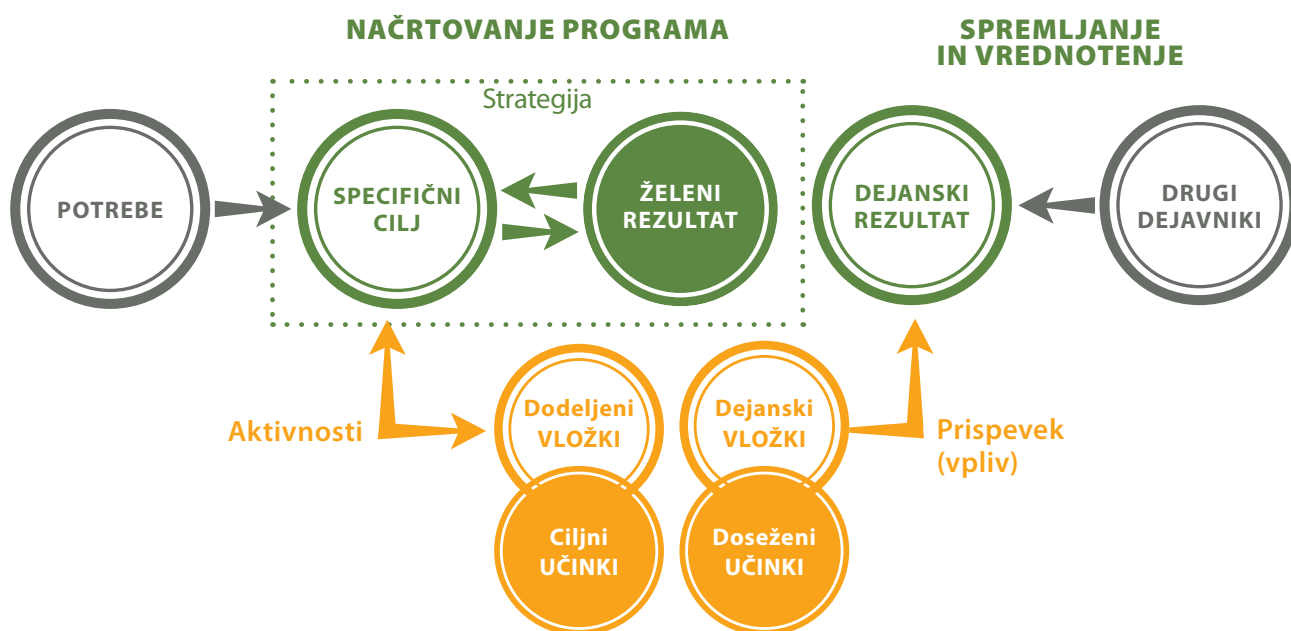 NAČRTOVANJE PROGRAMA
SPREMLJANJE
IN VREDNOTENJE
Strategija
POTREBE
SPECIFIČNI
CILJ
ŽELENI
REZULTAT
DEJANSKI
REZULTAT
DRUGI
DEJAVNIKI
Aktivnosti
Dodeljeni
VLOŽKI
Dejanski
VLOŽKI
Prispevek
(vpliv)
Ciljni
UČINKI
Doseženi
UČINKI